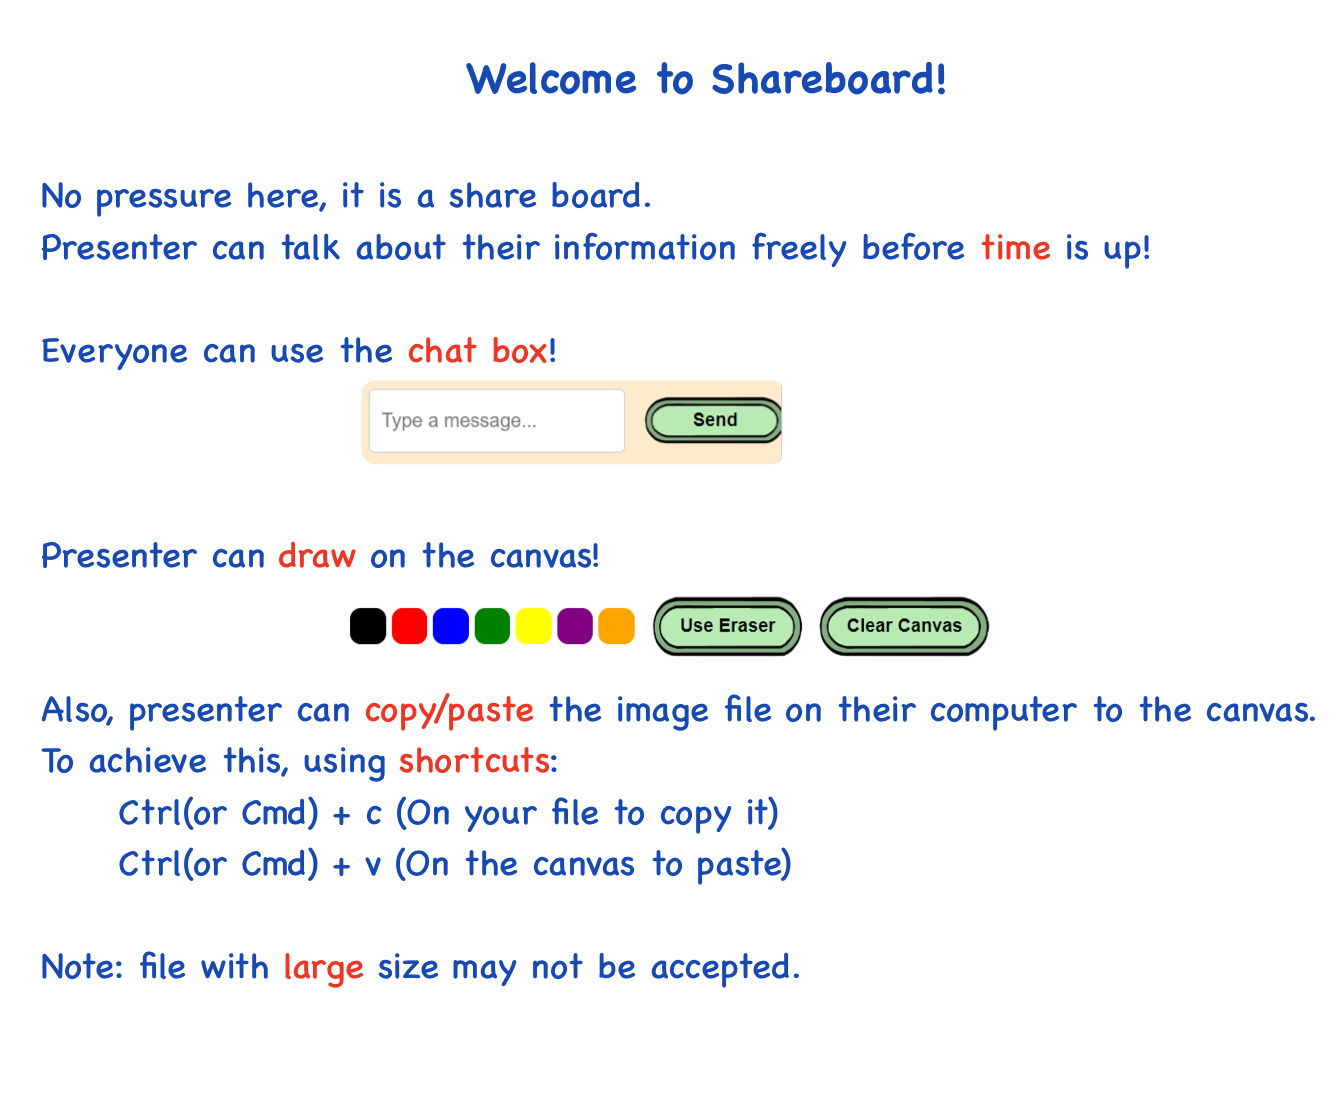 Welcome to Shareboard!
No pressure here, it is a share board.
Presenter can talk about their information freely before time is up!
Everyone can use the chat box!
Type a message... Send
Presenter can draw on the canvas!
Use Eraser Clear Canvas
Also, presenter can copy/paste the image file on their computer to the canvas.
To achieve this, using shortcuts:
Ctrl(or Cmd) + c (On your file to copy it)
Ctrl(or Cmd) + v (On the canvas to paste)
Note: file with large size may not be accepted.